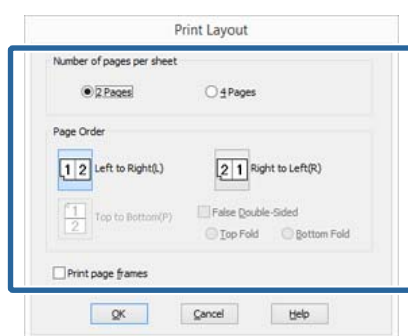 Print Layout
Number of pages per sheet
2 Pages 4 Pages
Page Order
1 2 Left to Right(L) 2 1 Right to Left(R)
1
2 Top to Bottom(P) False Double-Sided
Top Fold Bottom Fold
Print page frames
OK Cancel Help